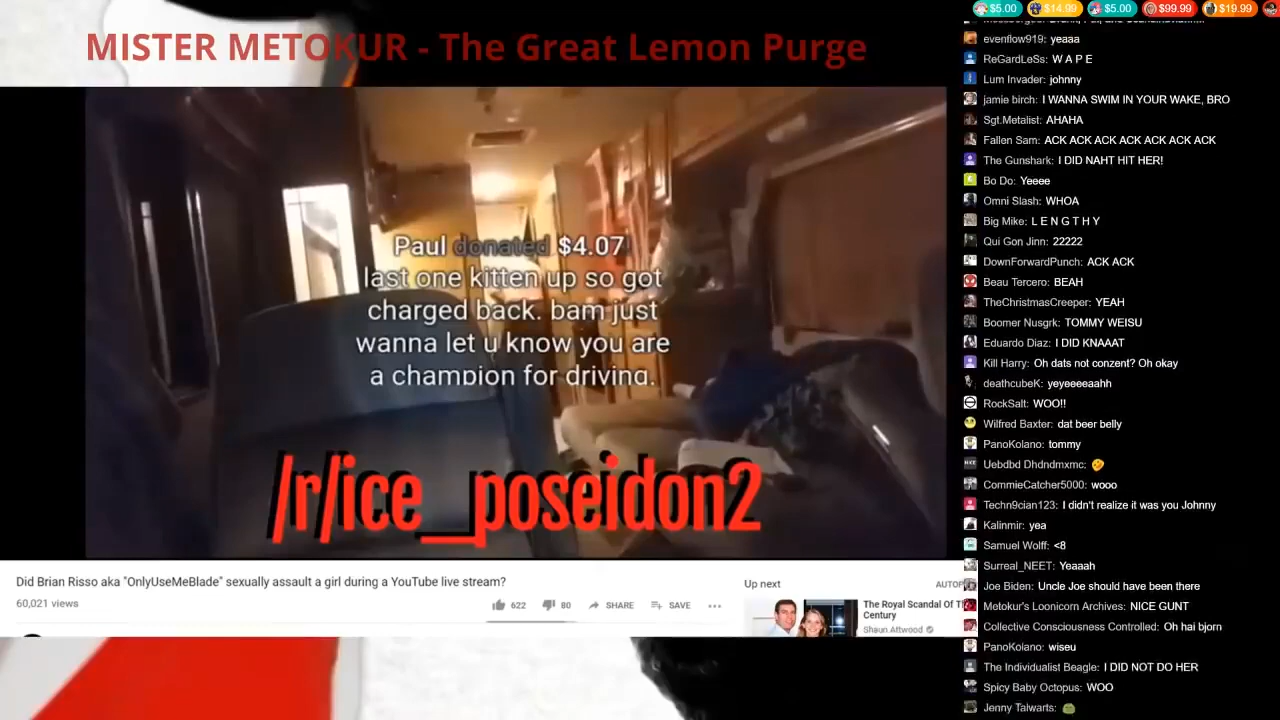 $5.00 $14.99 $5.00 $99.99 $19.99
MISTER METOKUR - The Great Lemon Purge
evenflow919: yeaaa
ReGardLeSs: W A P E
Lum Invader: johnny
jamie birch: I WANNA SWIM IN YOUR WAKE, BRO
Sgt.Metalist: AHAHA
Fallen Sam: ACK ACK ACK ACK ACK ACK ACK
The Gunshark: I DID NAHT HIT HER!
Bo Do: Yeeee
Omni Slash: WHOA
Big Mike: L E N G T H Y
Qui Gon Jinn: 22222
DownForwardPunch: ACK ACK
Beau Tercero: BEAH
TheChristmasCreeper: YEAH
Boomer Nusgrk: TOMMY WEISU
Eduardo Diaz: I DID KNAAAT
Kill Harry: Oh dats not conzent? Oh okay
deathcubeK: yeyeeeeaahh
RockSalt: WOO!!
Wilfred Baxter: dat beer belly
PanoKolano: tommy
Uebdbd Dhdndmxmc:
CommieCatcher5000: wooo
Techn9cian123: I didn't realize it was you Johnny
Kalinmir: yea
Samuel Wolff: <8
Surreal_NEET: Yeaaah
Joe Biden: Uncle Joe should have been there
Metokur's Loonicorn Archives: NICE GUNT
Collective Consciousness Controlled: Oh hai bjorn
PanoKolano: wiseu
The Individualist Beagle: I DID NOT DO HER
Spicy Baby Octopus: WOO
Jenny Talwarts:
Paul donated $4.07
last one kitten up so got
charged back. bam just
wanna let u know you are
a champion for driving.
/r/ice_poseidon2
Did Brian Risso aka "OnlyUseMeBlade" sexually assault a girl during a YouTube live stream?
60,021 views
622 80 SHARE SAVE
Up next
The Royal Scandal Of
Century
Shaun Attwood